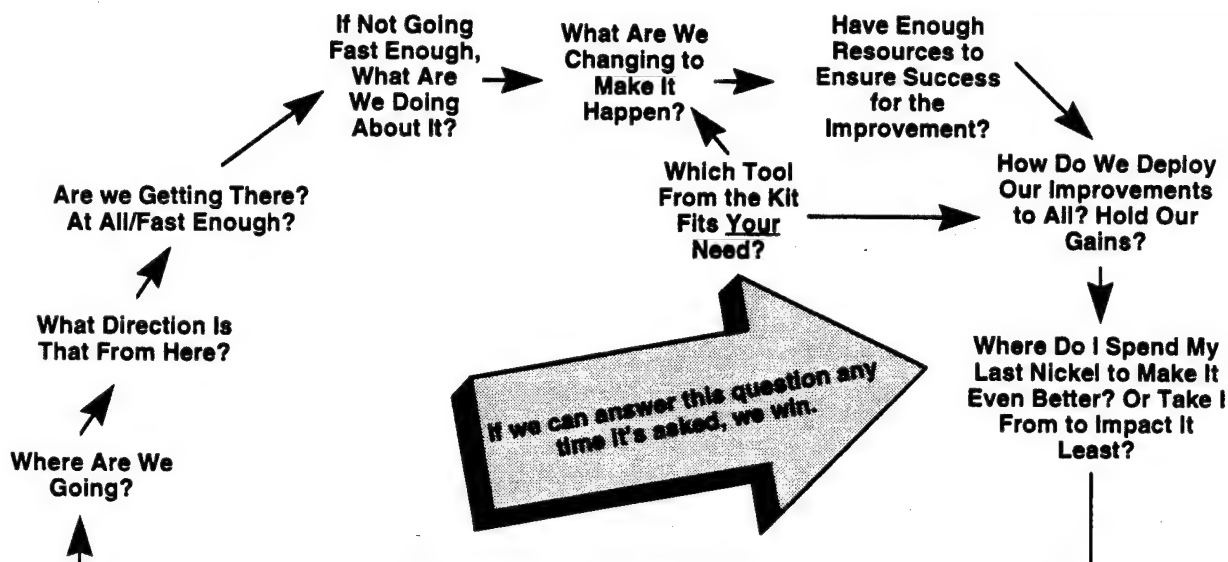 If Not Going
Fast Enough,
What Are
We Doing
About It?
What Are We
Changing to
Make It
Happen?
Have Enough
Resources to
Ensure Success
for the
Improvement?
Which Tool
From the Kit
Fits Your
Need?
How Do We Deploy
Our Improvements
to All? Hold Our
Gains?
Are we Getting There?
At All/Fast Enough?
What Direction Is
That From Here?
Where Are We
Going?
If we can answer this question any
time it's asked, we win.
Where Do I Spend My
Last Nickel to Make It
Even Better? Or Take
From to Impact It
Least?